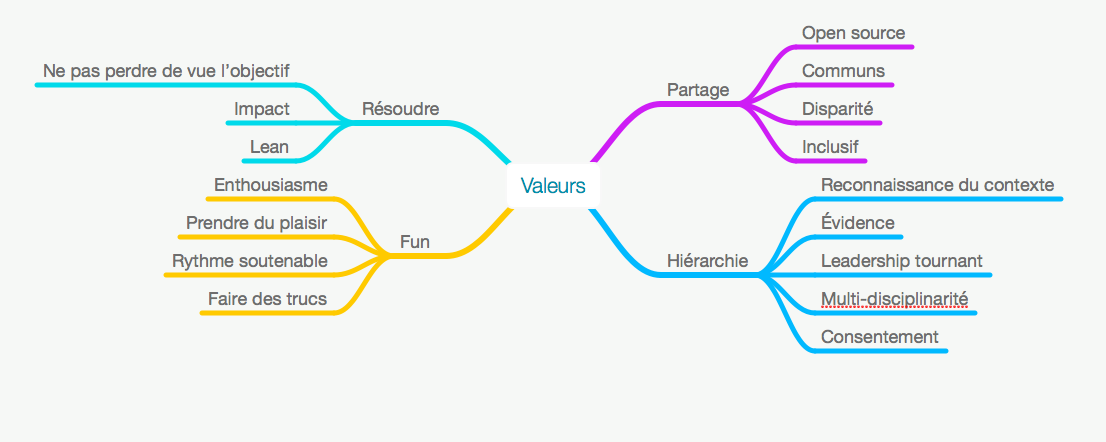 Valeurs
Résoudre
Ne pas perdre de vue l’objectif
Impact
Lean
Fun
Enthousiasme
Prendre du plaisir
Rythme soutenable
Faire des trucs
Partage
Open source
Communs
Disparité
Inclusif
Hiérarchie
Reconnaissance du contexte
Évidence
Leadership tournant
Multi-disciplinarité
Consentement